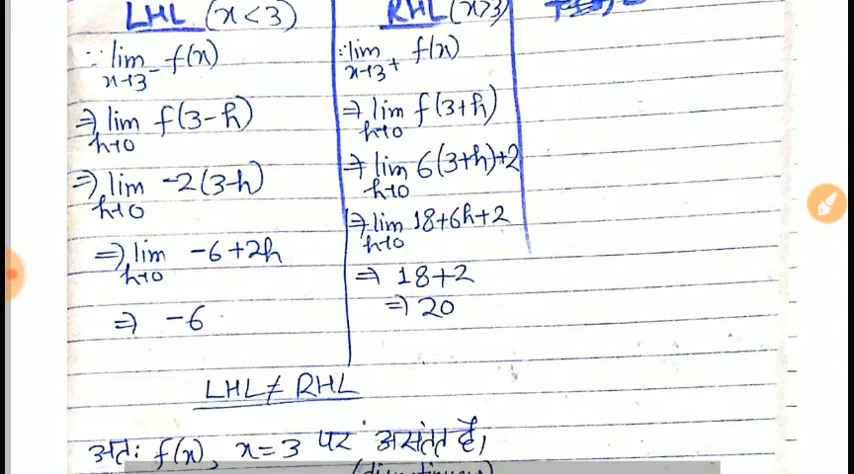 LHL (x<3) RHL (x>3)
∵ lim f(x)
x→3⁻
⇒ lim f(3-h)
h→0
⇒ lim -2(3-h)
h→0
⇒ lim -6+2h
h→0
⇒ -6
∵ lim f(x)
x→3+
⇒ lim f(3+h)
h→0
⇒ lim 6(3+h)+2
h→0
⇒ lim 18+6h+2
h→0
⇒ 18+2
⇒ 20
LHL ≠ RHL
अतः f(x), x=3 पर असंतत है।